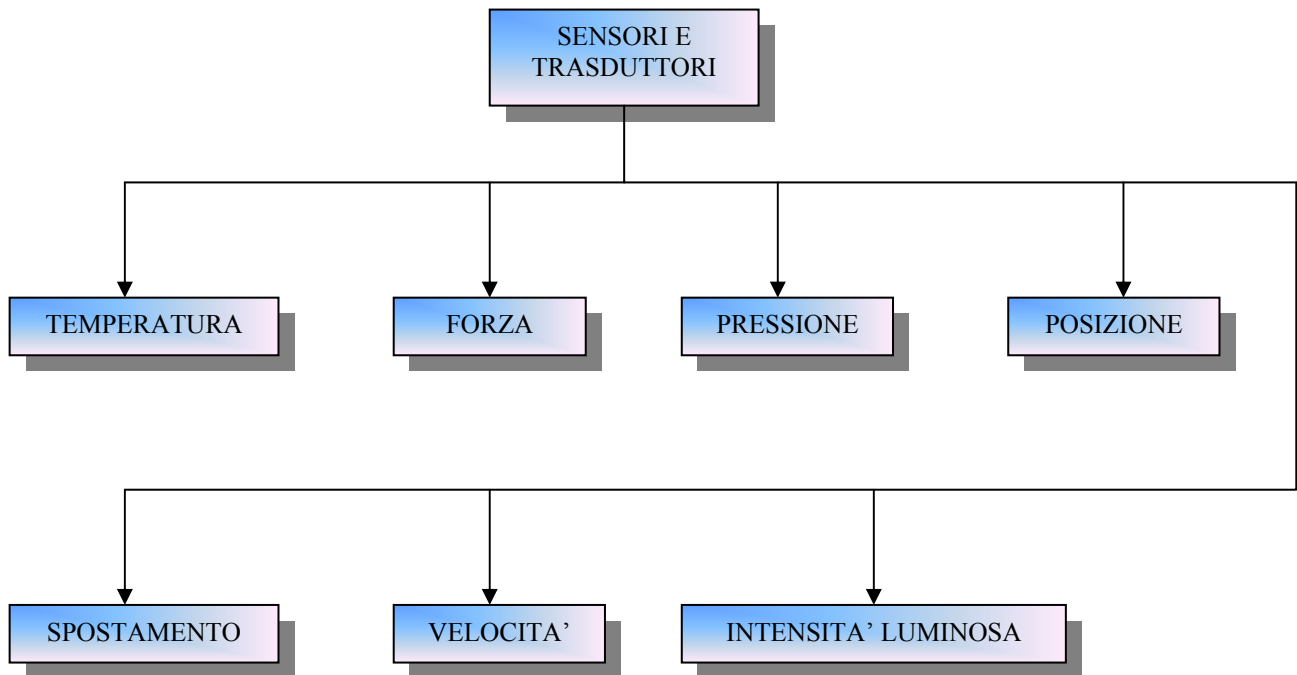 SENSORI E
TRASDUTTORI
TEMPERATURA
FORZA
PRESSIONE
POSIZIONE
SPOSTAMENTO
VELOCITA’
INTENSITA’ LUMINOSA